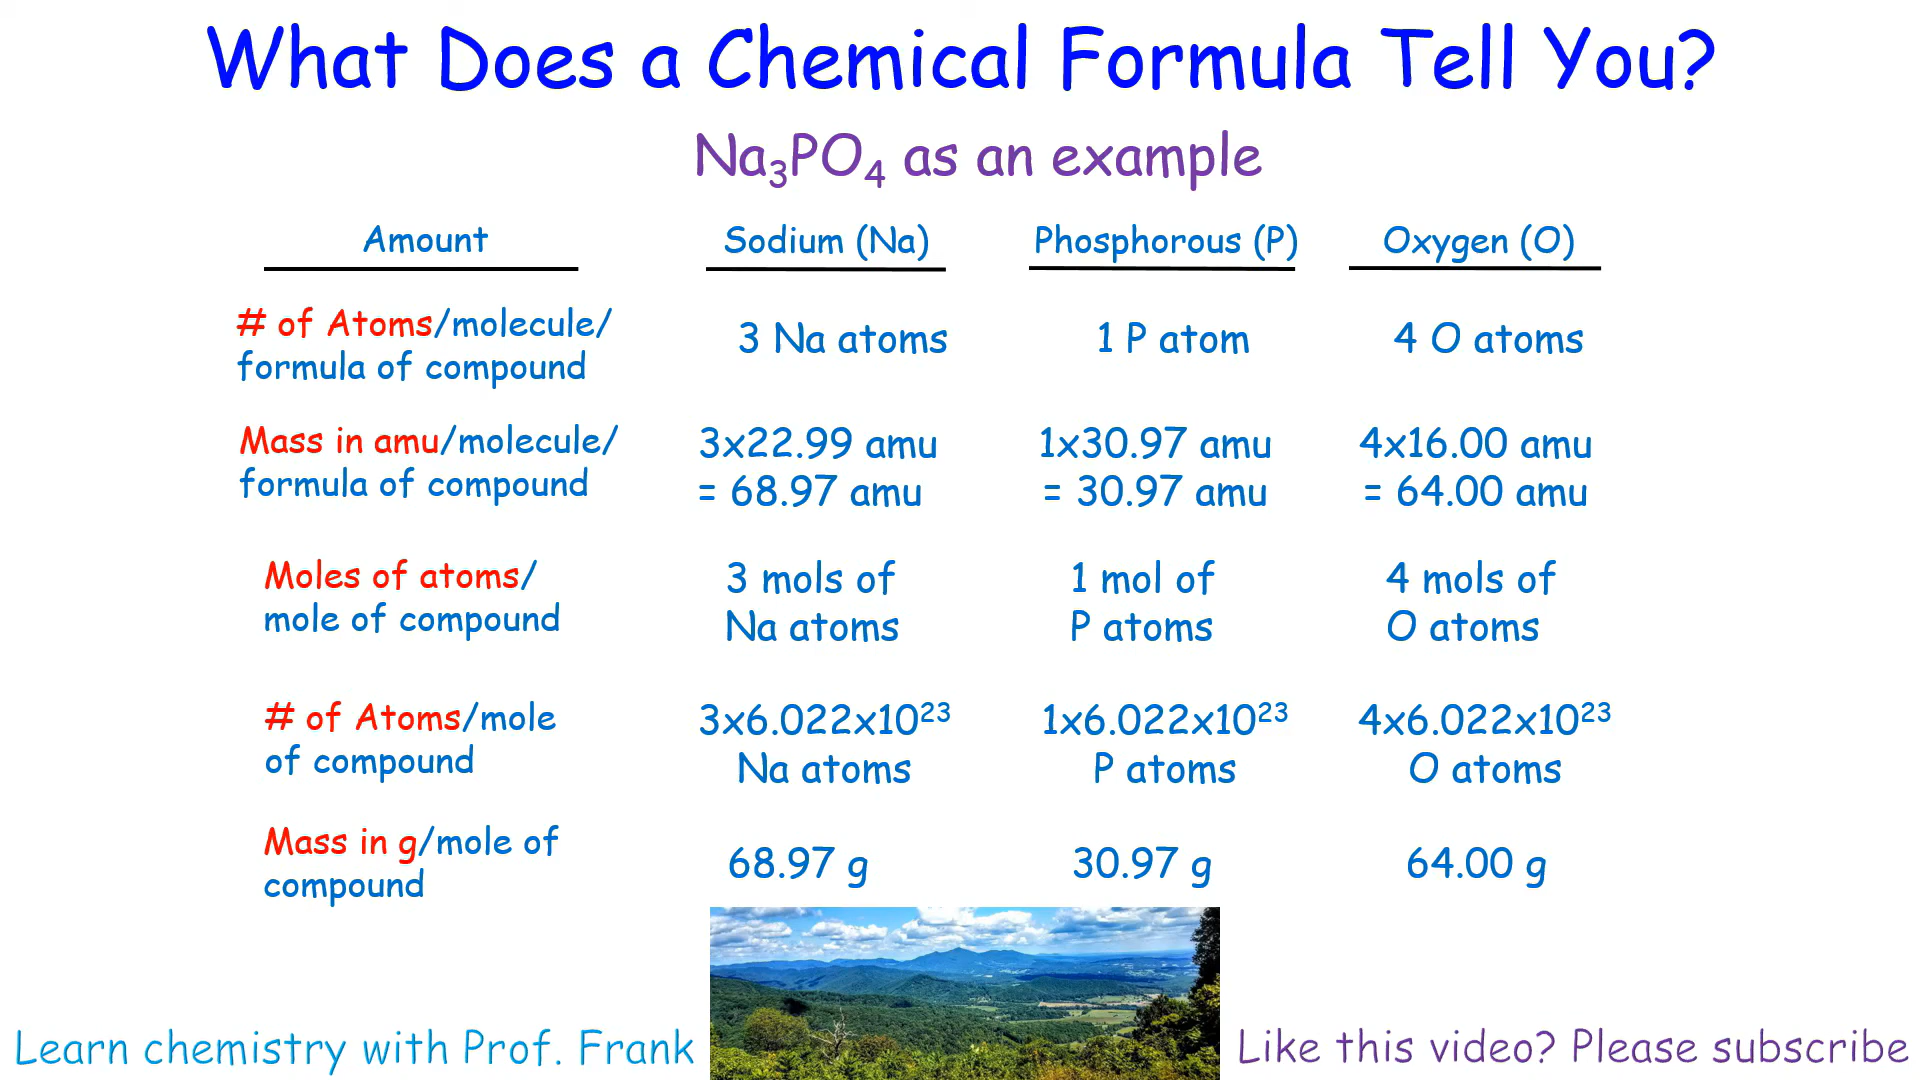 What Does a Chemical Formula Tell You?
Na₃PO₄ as an example
Amount Sodium (Na) Phosphorous (P) Oxygen (O)
# of Atoms/molecule/
formula of compound
3 Na atoms 1 P atom 4 O atoms
Mass in amu/molecule/
formula of compound
3x22.99 amu
= 68.97 amu
1x30.97 amu
= 30.97 amu
4x16.00 amu
= 64.00 amu
Moles of atoms/
mole of compound
3 mols of
Na atoms
1 mol of
P atoms
4 mols of
O atoms
# of Atoms/mole
of compound
3x6.022x10²³
Na atoms
1x6.022x10²³
P atoms
4x6.022x10²³
O atoms
Mass in g/mole of
compound
68.97 g 30.97 g 64.00 g
Learn chemistry with Prof. Frank
Like this video? Please subscribe